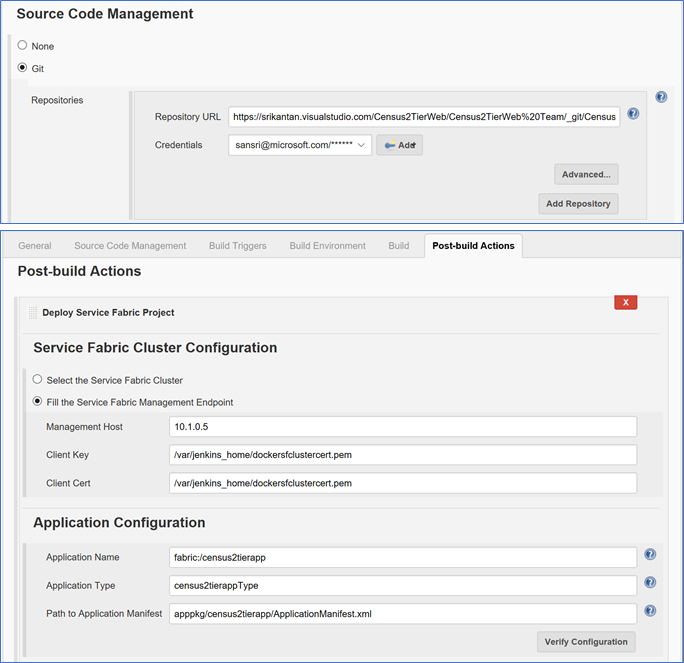 Source Code Management
None
Git
Repositories
Repository URL https://srikantan.visualstudio.com/Census2TierWeb/Census2TierWeb%20Team/_git/Census
Credentials sansri@microsoft.com/****** Add
Advanced...
Add Repository
General Source Code Management Build Triggers Build Environment Build Post-build Actions
Post-build Actions
X
Deploy Service Fabric Project
Service Fabric Cluster Configuration
Select the Service Fabric Cluster
Fill the Service Fabric Management Endpoint
Management Host 10.1.0.5
Client Key /var/jenkins_home/dockersfclustercert.pem
Client Cert /var/jenkins_home/dockersfclustercert.pem
Application Configuration
Application Name fabric:/census2tierapp
Application Type census2tierappType
Path to Application Manifest apppkg/census2tierapp/ApplicationManifest.xml
Verify Configuration